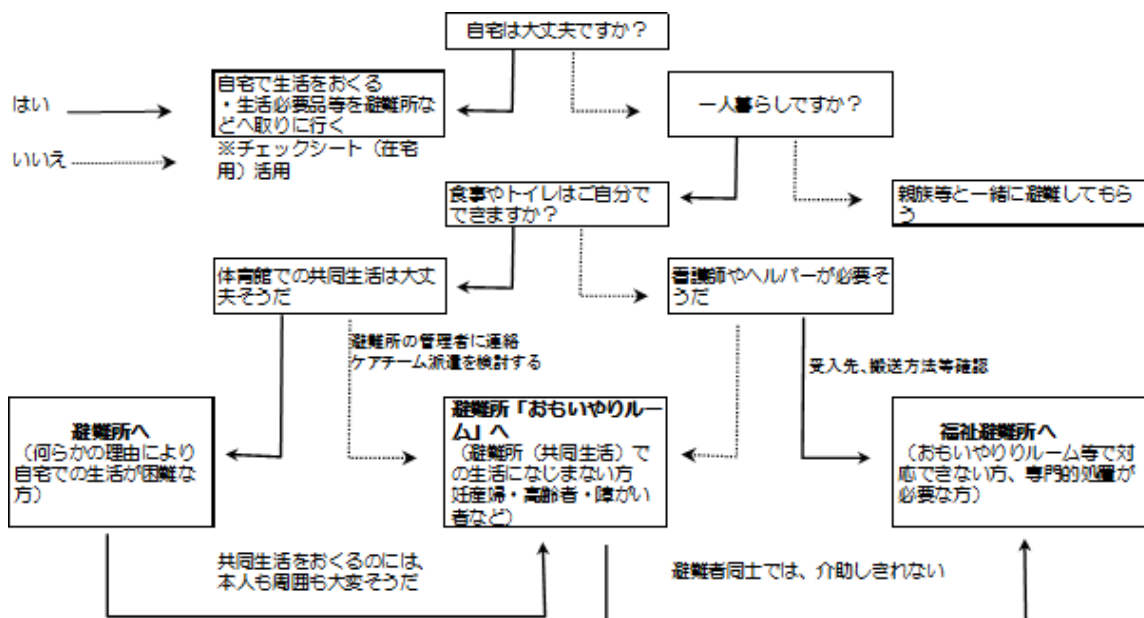 自宅は大丈夫ですか？
はい
自宅で生活をおくる
・生活必要品等を避難所な
どへ取りに行く
一人暮らしですか？
いいえ
※チェックシート（在宅
用）活用
食事やトイレはご自分で
できますか？
親族等と一緒に避難してもら
う
体育館での共同生活は大丈
夫そうだ
看護師やヘルパーが必要そ
うだ
避難所の管理者に連絡
ケアチーム派遣を検討する
受入先、搬送方法等確認
避難所へ
（何らかの理由により
自宅での生活が困難な
方）
避難所「おもいやりルー
ム」へ
（避難所（共同生活）で
の生活になじまない方
妊産婦・高齢者・障がい
者など）
福祉避難所へ
（おもいやりりルーム等で対
応できない方、専門的処置が
必要な方）
共同生活をおくるのには、
本人も周囲も大変そうだ
避難者同士では、介助しきれない